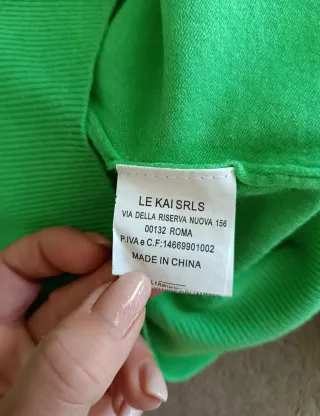 LE KAI SRLS
VIA DELLA RISERVA NUOVA 156
00132 ROMA
P.IVA e C.F:14669901002
MADE IN CHINA